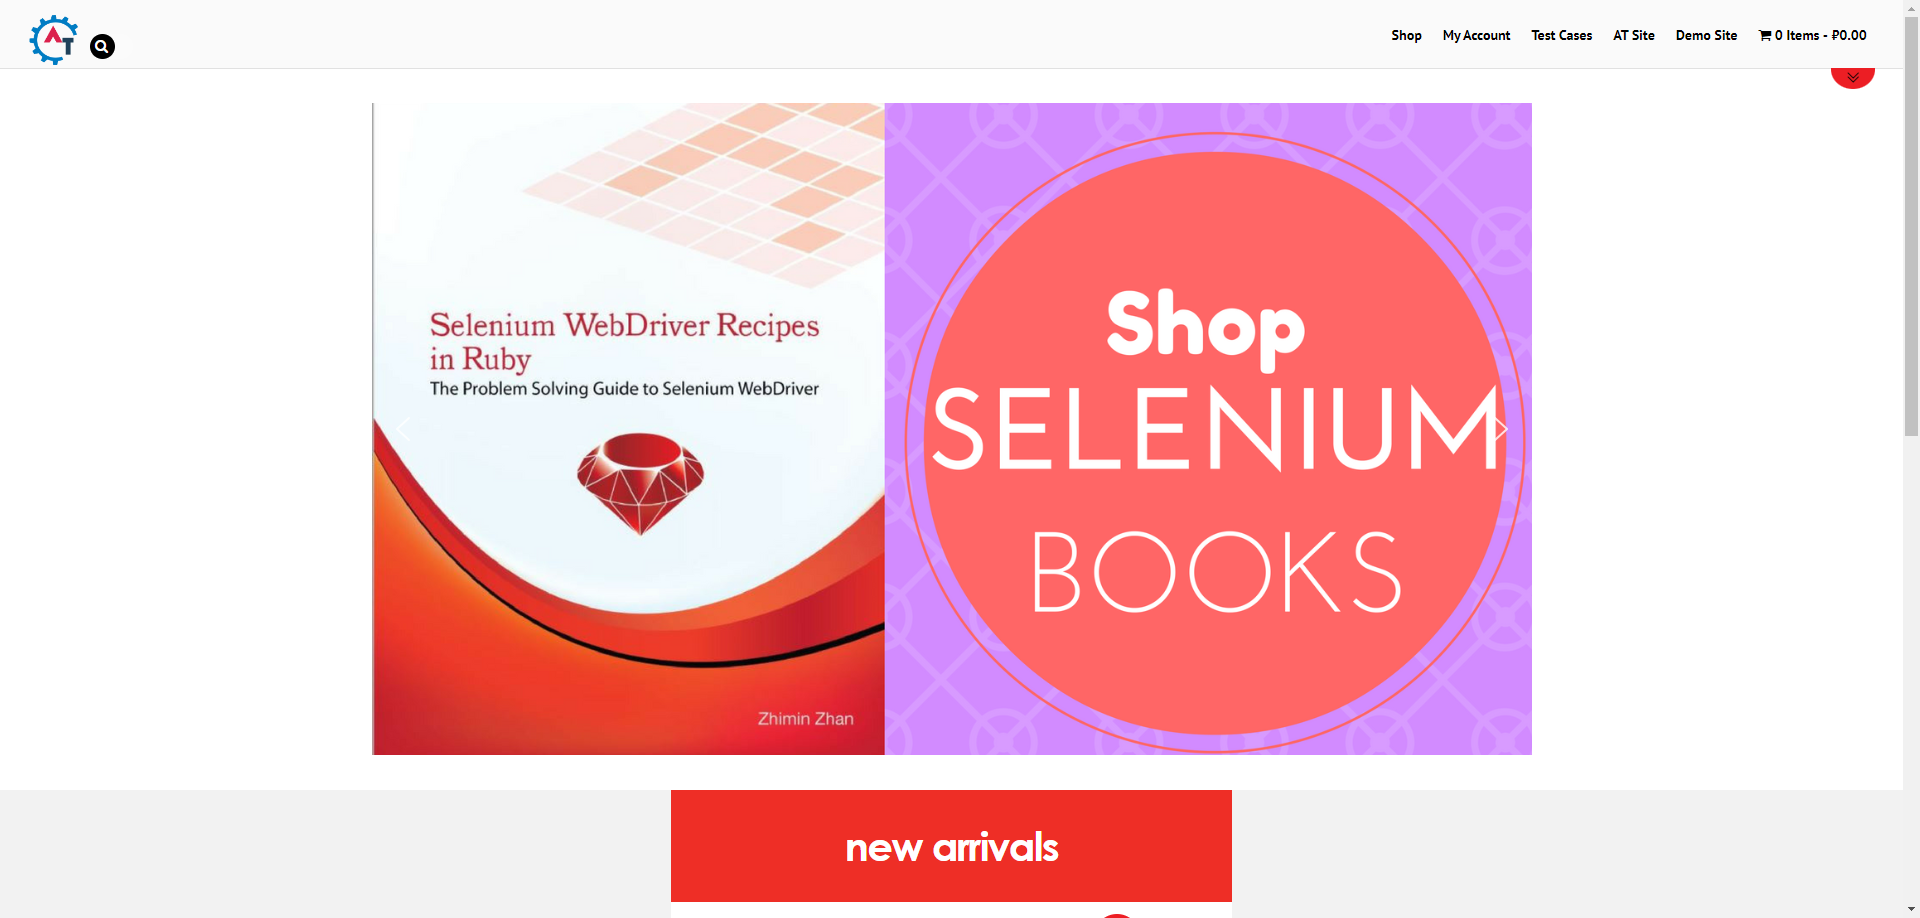 AT
Shop
My Account
Test Cases
AT Site
Demo Site
0 Items - ₽0.00
Selenium WebDriver Recipes
in Ruby
The Problem Solving Guide to Selenium WebDriver
Zhimin Zhan
Shop
SELENIUM
BOOKS
new arrivals